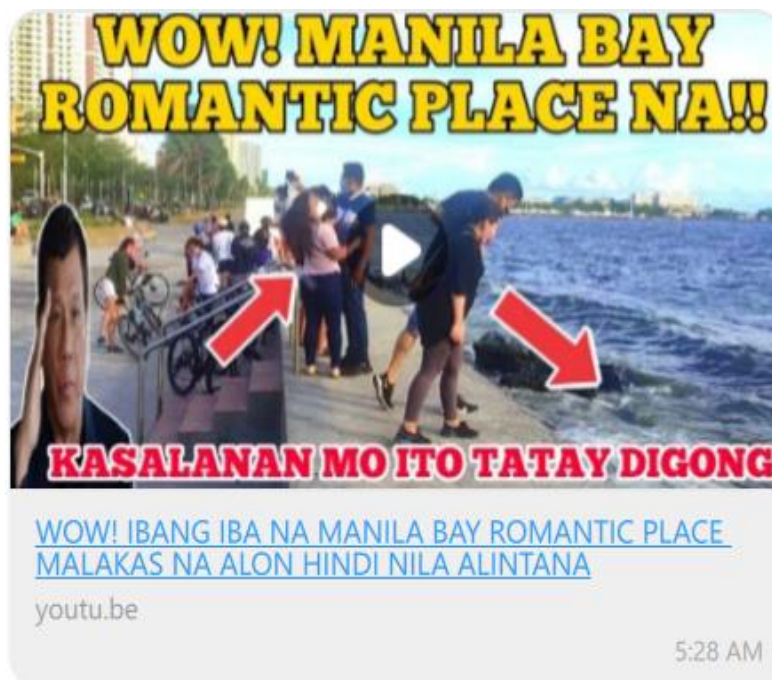 WOW! MANILA BAY
ROMANTIC PLACE NA!!
KASALANAN MO ITO TATAY DIGONG
WOW! IBANG IBA NA MANILA BAY ROMANTIC PLACE
MALAKAS NA ALON HINDI NILA ALINTANA
youtu.be
5:28 AM